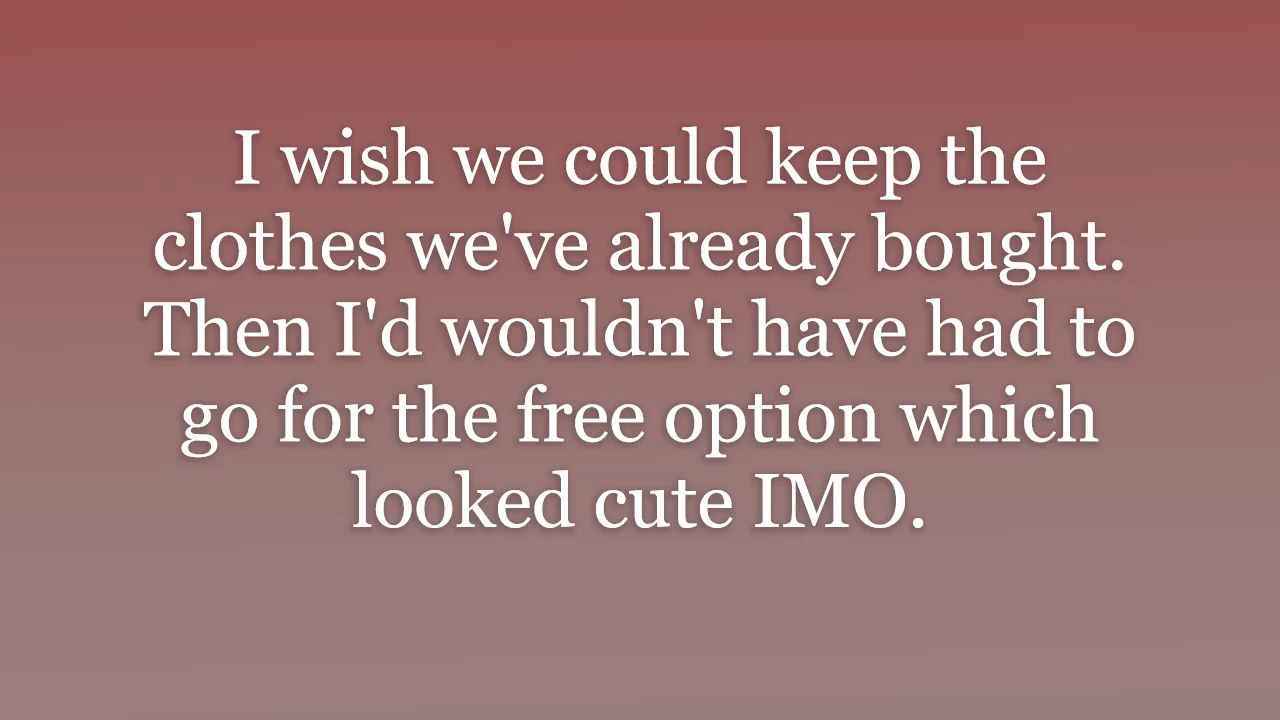 I wish we could keep the
clothes we've already bought.
Then I'd wouldn't have had to
go for the free option which
looked cute IMO.